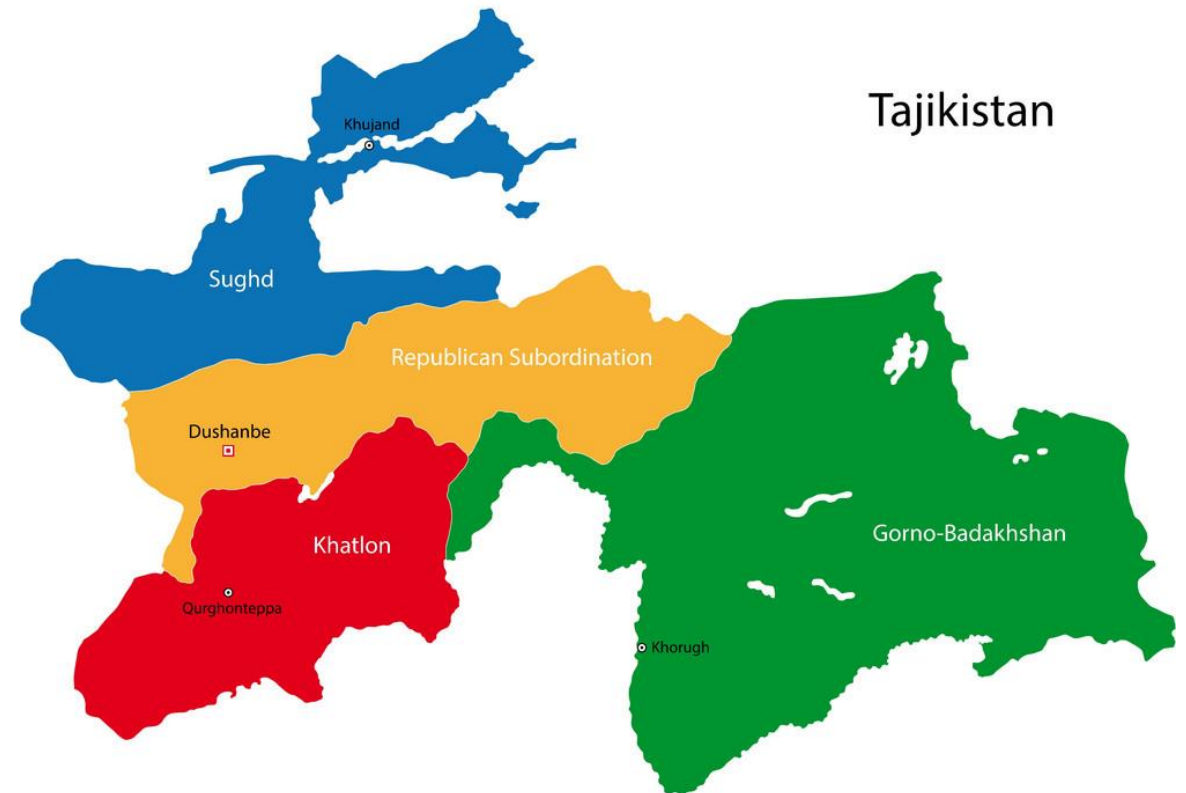 Tajikistan
Khujand
Sughd
Republican Subordination
Dushanbe
Khatlon
Gorno-Badakhshan
Qurghonteppa
Khorugh